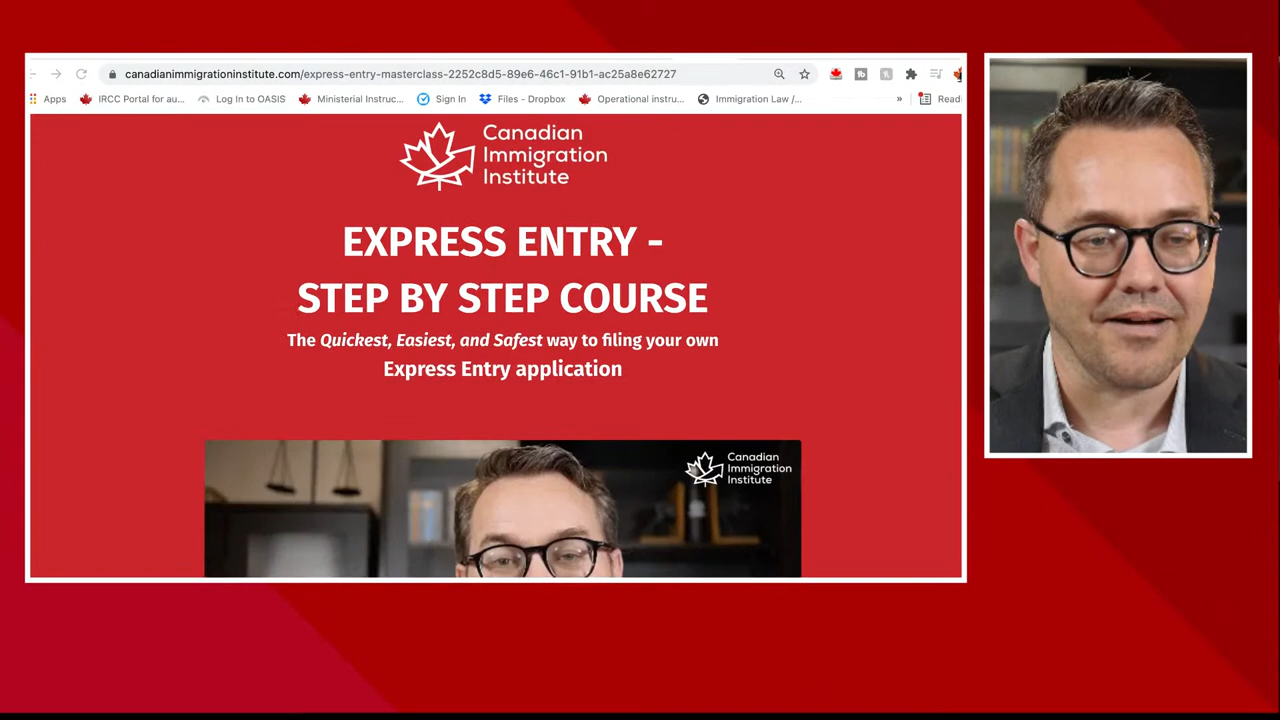 canadianimmigrationinstitute.com/express-entry-masterclass-2252c8d5-89e6-46c1-91b1-ac25a8e62727
Apps IRCC Portal for au... Log In to OASIS Ministerial Instruc... Sign In Files - Dropbox Operational instru... Immigration Law /... » Readi
Canadian
Immigration
Institute
EXPRESS ENTRY -
STEP BY STEP COURSE
The Quickest, Easiest, and Safest way to filing your own
Express Entry application
Canadian
Immigration
Institute